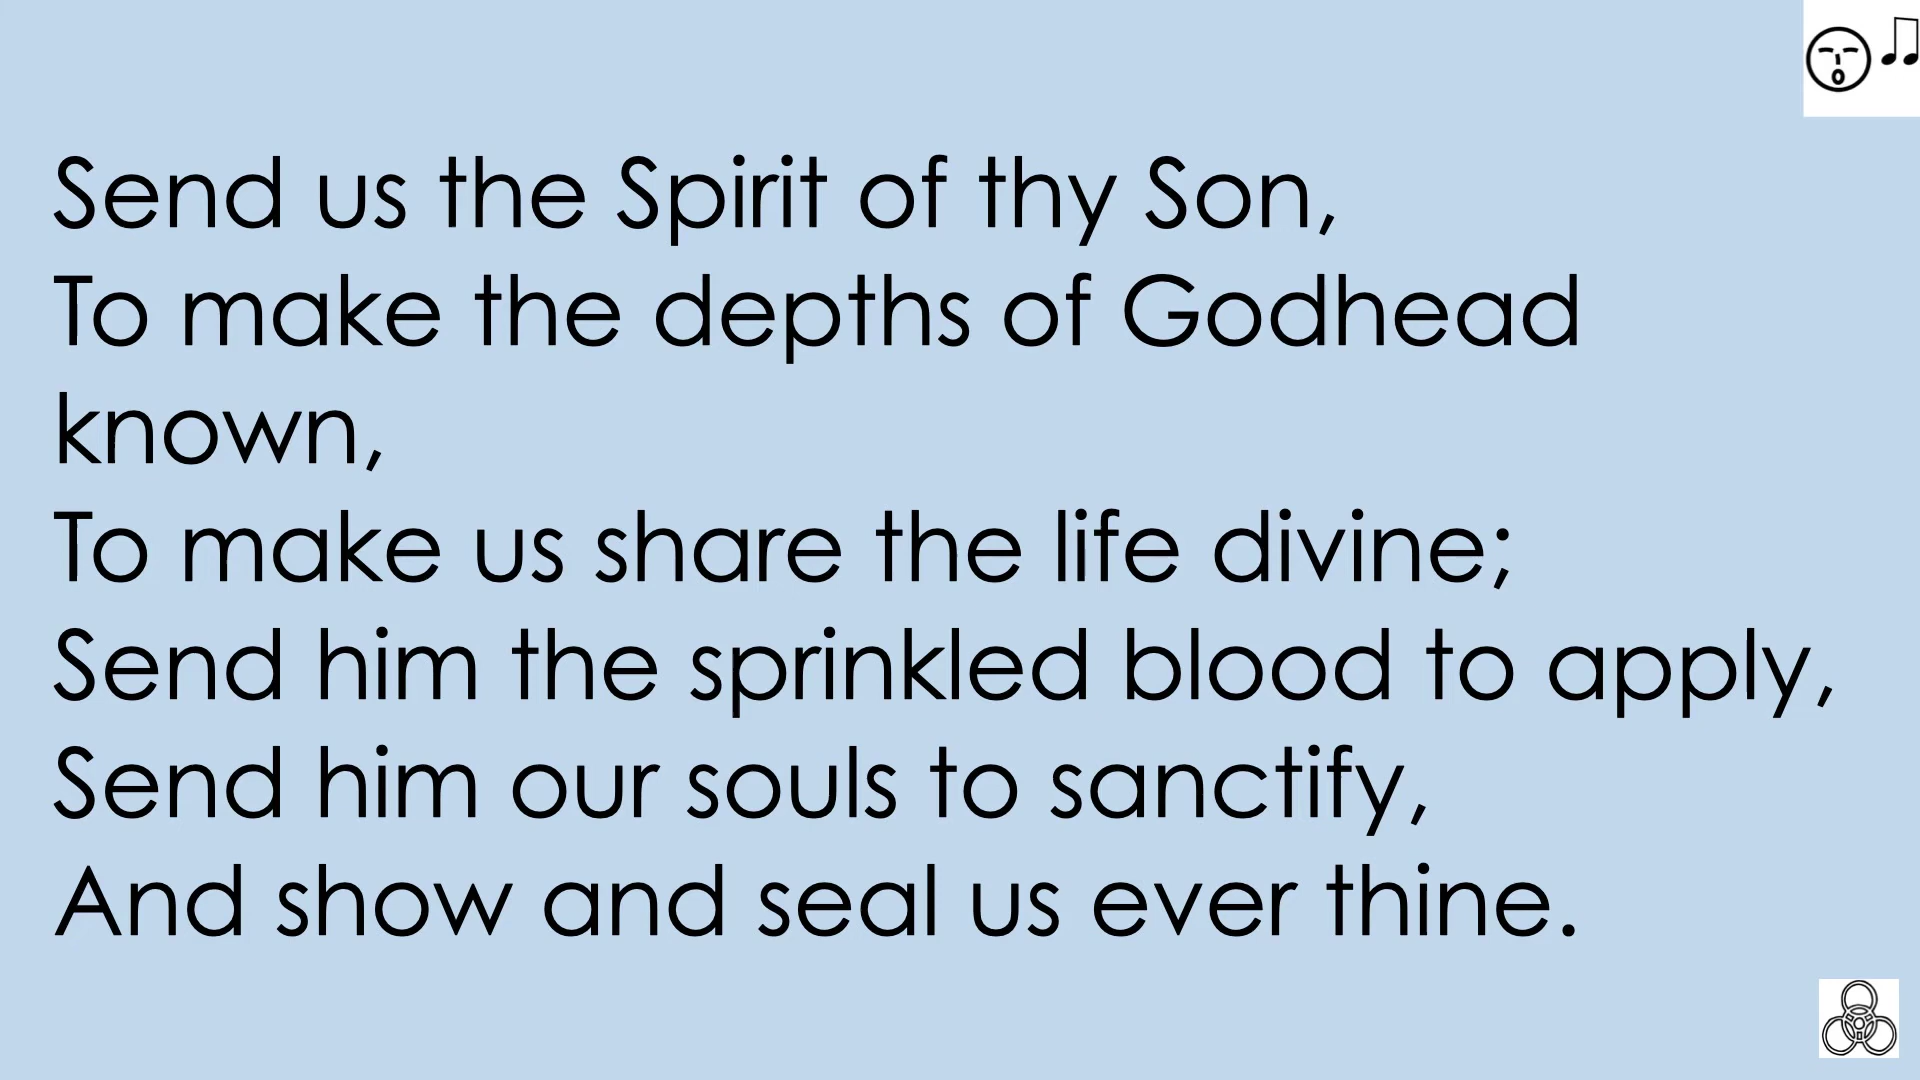 Send us the Spirit of thy Son,
To make the depths of Godhead
known,
To make us share the life divine;
Send him the sprinkled blood to apply,
Send him our souls to sanctify,
And show and seal us ever thine.